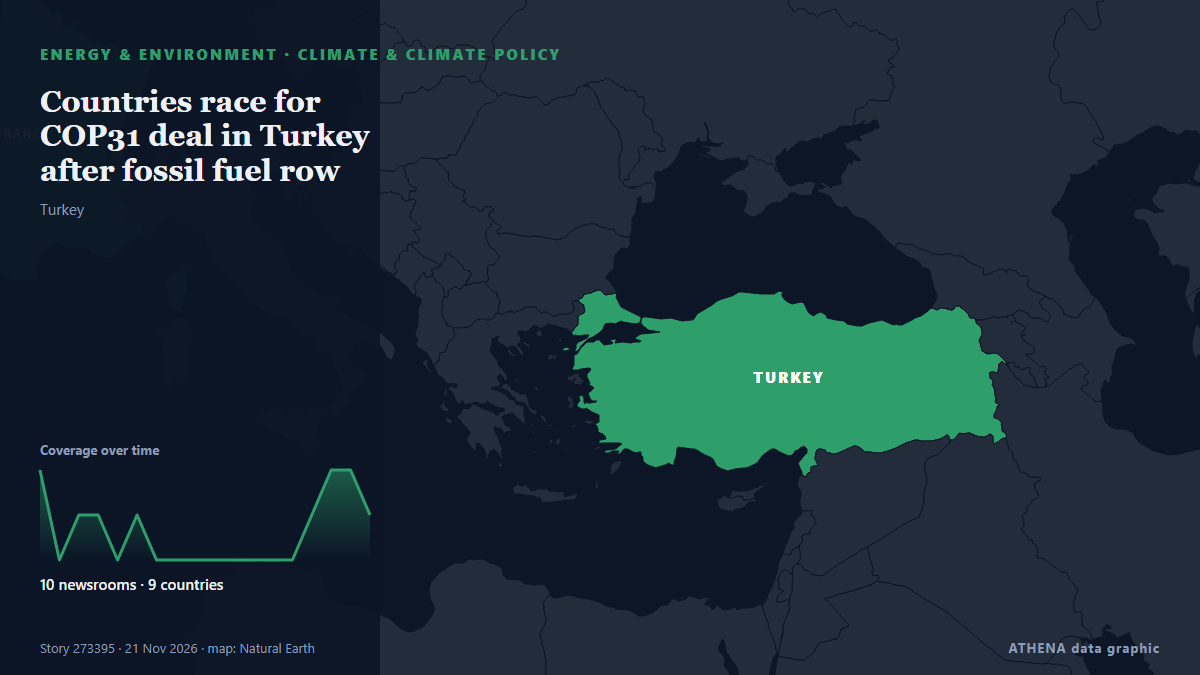 ENERGY & ENVIRONMENT · CLIMATE & CLIMATE POLICY
Countries race for
COP31 deal in Turkey
after fossil fuel row
Turkey
TURKEY
Coverage over time
10 newsrooms · 9 countries
Story 273395 · 21 Nov 2026 · map: Natural Earth
ATHENA data graphic